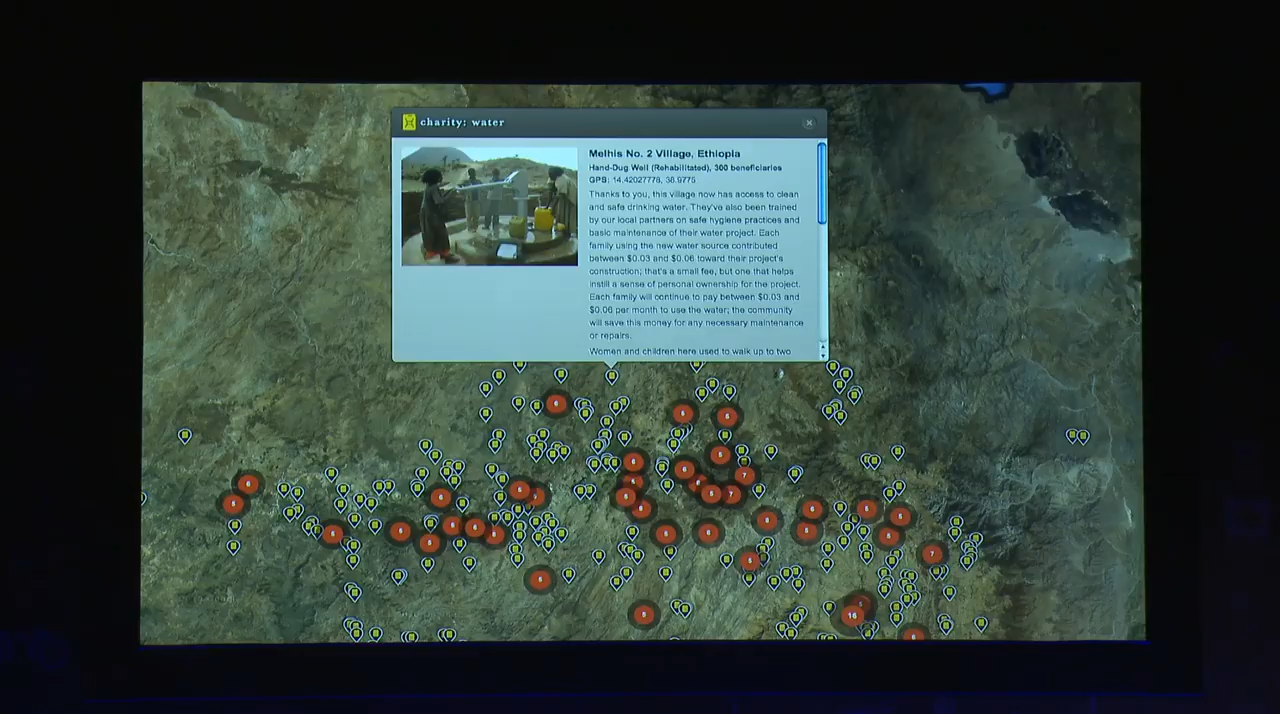 charity: water
Melhis No. 2 Village, Ethiopia
Hand-Dug Well (Rehabilitated), 300 beneficiaries
GPS: 14.42027778, 38.9775
Thanks to you, this village now has access to clean
and safe drinking water. They've also been trained
by our local partners on safe hygiene practices and
basic maintenance of their water project. Each
family using the new water source contributed
between $0.03 and $0.06 toward their project's
construction; that's a small fee, but one that helps
instill a sense of personal ownership for the project.
Each family will continue to pay between $0.03 and
$0.06 per month to use the water; the community
will save this money for any necessary maintenance
or repairs.
Women and children here used to walk up to two